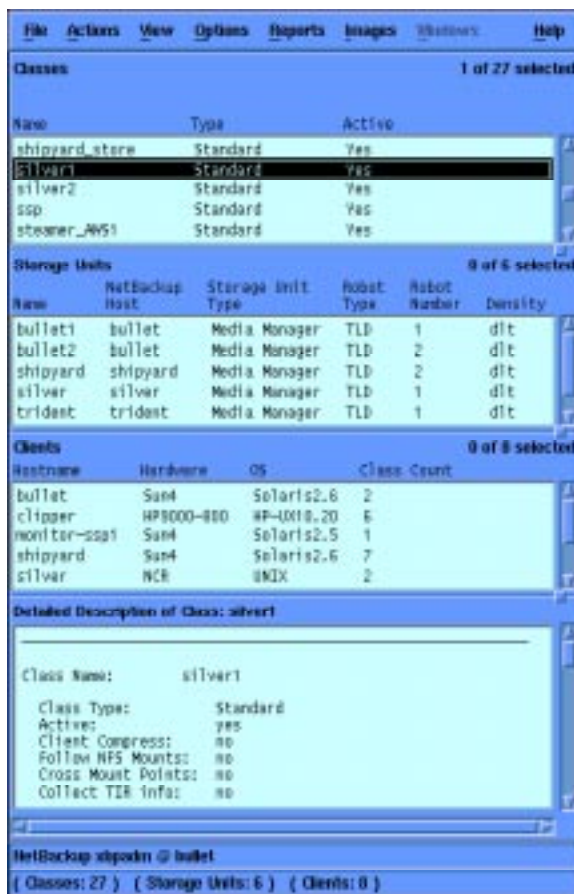 File Actions View Options Reports Images Windows Help
Classes 1 of 27 selected
Name Type Active
shipyard_store Standard Yes
silver1 Standard Yes
silver2 Standard Yes
ssp Standard Yes
steamer_AWS1 Standard Yes
Storage Units 0 of 6 selected
NetBackup Storage Unit Robot Robot
Name Host Type Type Number Density
bullet1 bullet Media Manager TLD 1 dlt
bullet2 bullet Media Manager TLD 2 dlt
shipyard shipyard Media Manager TLD 2 dlt
silver silver Media Manager TLD 1 dlt
trident trident Media Manager TLD 1 dlt
Clients 0 of 8 selected
Hostname Hardware OS Class Count
bullet Sun4 Solaris2.6 2
clipper HP9000-800 HP-UX10.20 6
monitor-ssp1 Sun4 Solaris2.5 1
shipyard Sun4 Solaris2.6 7
silver NCR UNIX 2
Detailed Description of Class: silver1
Class Name: silver1
Class Type: Standard
Active: yes
Client Compress: no
Follow NFS Mounts: no
Cross Mount Points: no
Collect TIR info: no
NetBackup xbpadm @ bullet
( Classes: 27 ) ( Storage Units: 6 ) ( Clients: 8 )